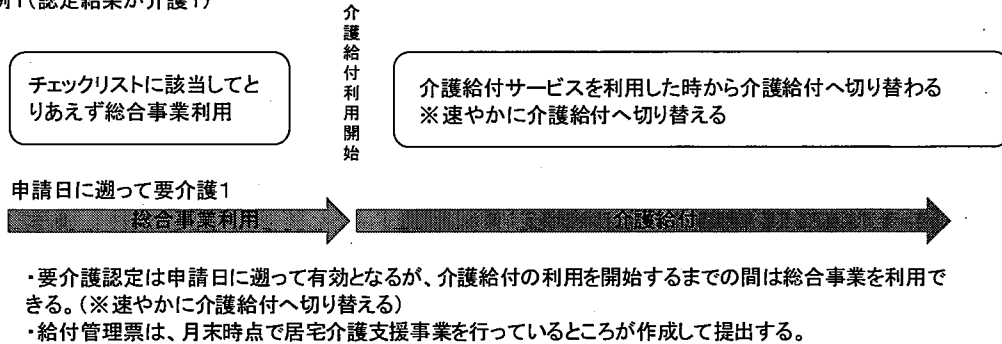 例1(認定結果が介護1)
介護給付利用開始
チェックリストに該当してと
りあえず総合事業利用
介護給付サービスを利用した時から介護給付へ切り替わる
※速やかに介護給付へ切り替える
申請日に遡って要介護1
総合事業利用
介護給付
・要介護認定は申請日に遡って有効となるが、介護給付の利用を開始するまでの間は総合事業を利用で
きる。(※速やかに介護給付へ切り替える)
・給付管理票は、月末時点で居宅介護支援事業を行っているところが作成して提出する。